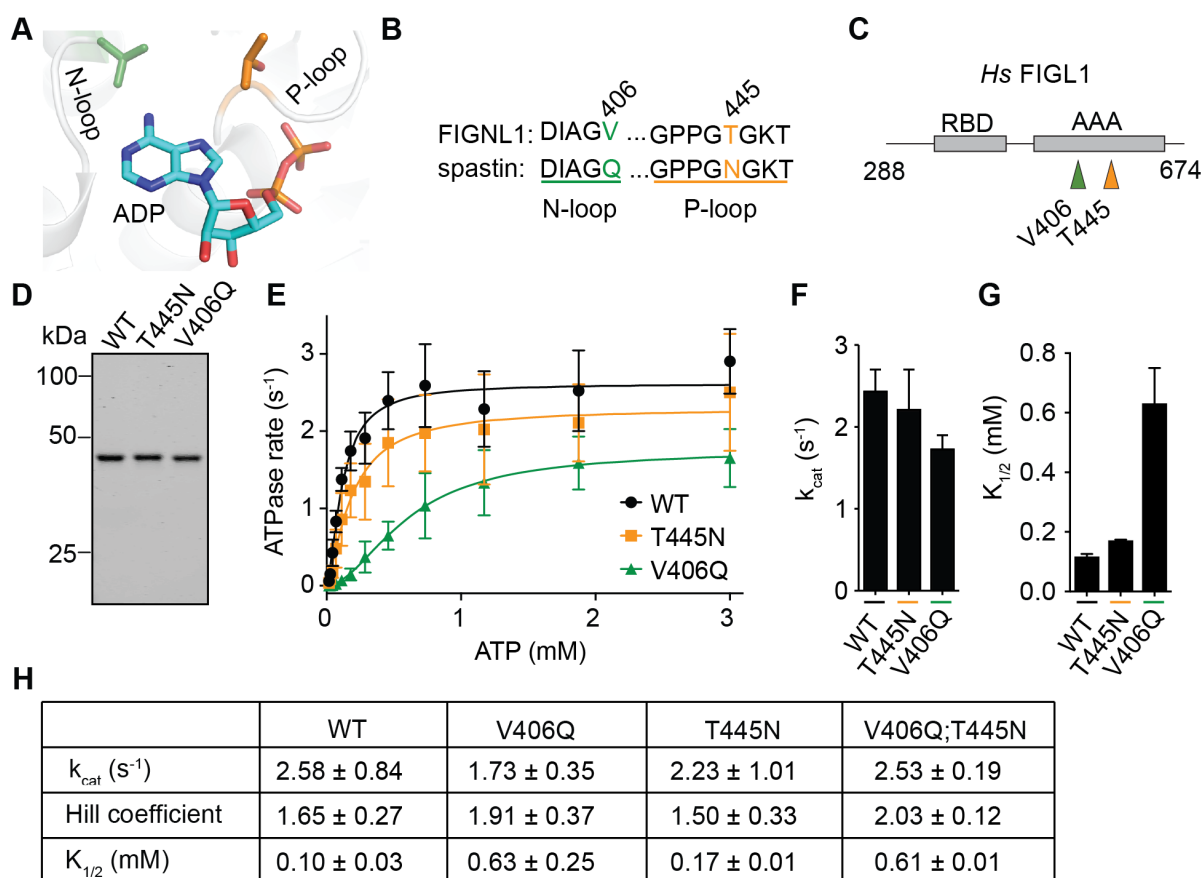 A
N-loop
P-loop
ADP
B
406
445
FIGNL1: DIAGV ...GPPGTGKT
spastin: DIAGQ ...GPPGNGKT
N-loop P-loop
C
Hs FIGL1
RBD AAA
288 674
V406
T445
D
kDa
WT
T445N
V406Q
100
50
25
E
ATPase rate (s-1)
3
2
1
0
0 1 2 3
ATP (mM)
WT
T445N
V406Q
F
kcat (s-1)
3
2
1
0
WT
T445N
V406Q
G
K1/2 (mM)
0.8
0.6
0.4
0.2
0.0
WT
T445N
V406Q
H
WT V406Q T445N V406Q;T445N
kcat (s-1) 2.58 ± 0.84 1.73 ± 0.35 2.23 ± 1.01 2.53 ± 0.19
Hill coefficient 1.65 ± 0.27 1.91 ± 0.37 1.50 ± 0.33 2.03 ± 0.12
K1/2 (mM) 0.10 ± 0.03 0.63 ± 0.25 0.17 ± 0.01 0.61 ± 0.01